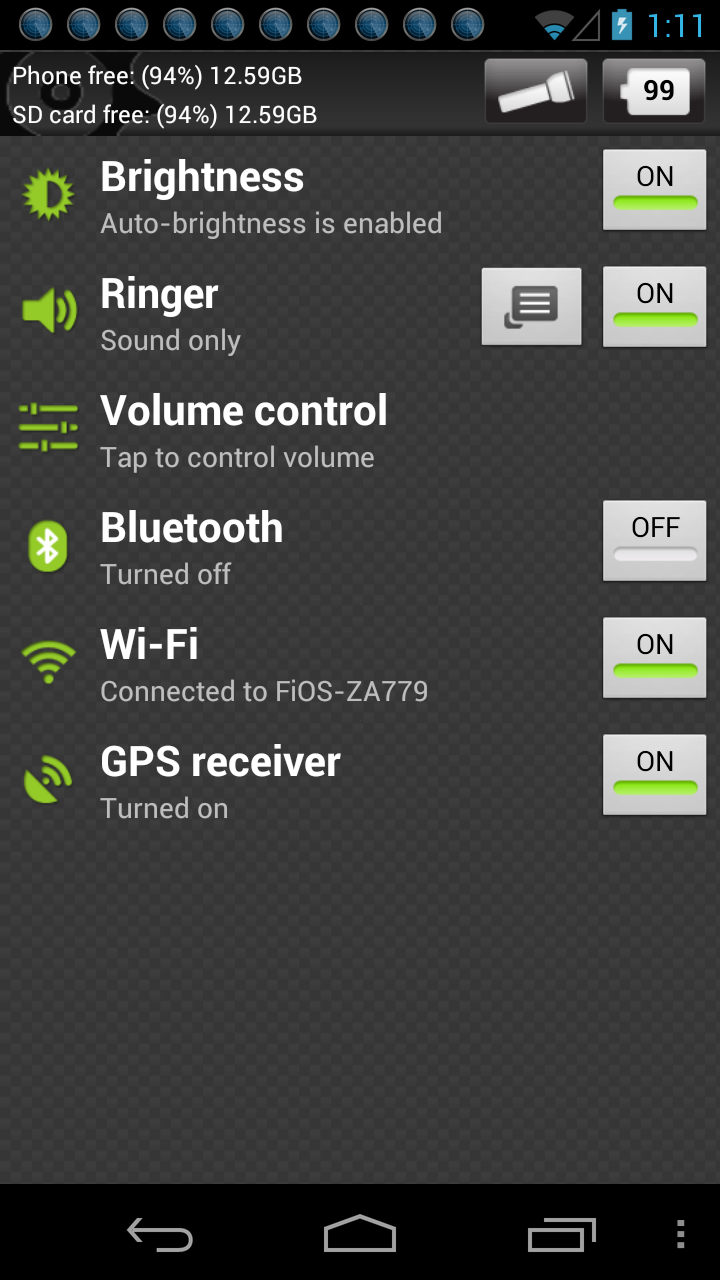 1:11
Phone free: (94%) 12.59GB
SD card free: (94%) 12.59GB
99
Brightness
Auto-brightness is enabled
ON
Ringer
Sound only
ON
Volume control
Tap to control volume
Bluetooth
Turned off
OFF
Wi-Fi
Connected to FiOS-ZA779
ON
GPS receiver
Turned on
ON